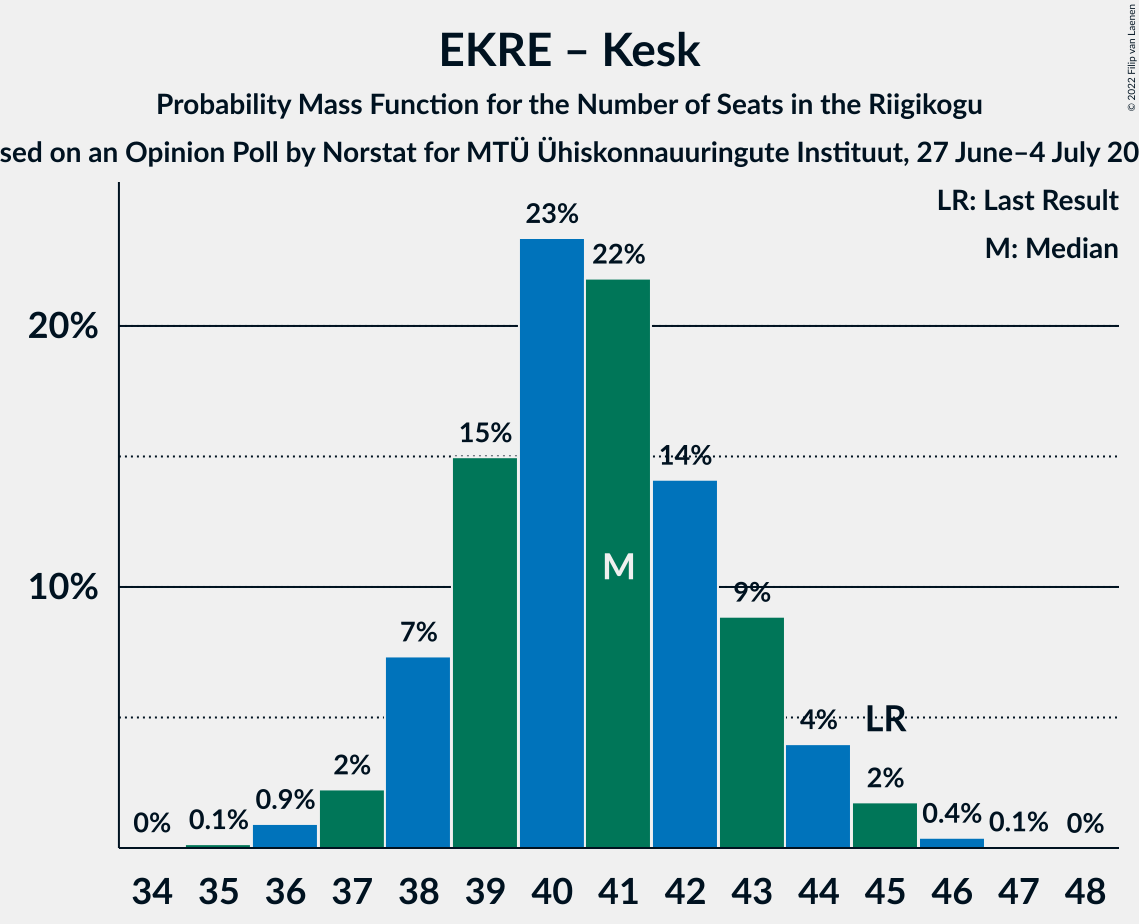 EKRE – Kesk
Probability Mass Function for the Number of Seats in the Riigikogu
sed on an Opinion Poll by Norstat for MTÜ Ühiskonnauuringute Instituut, 27 June–4 July 20
© 2022 Filip van Laenen
LR: Last Result
M: Median
20%
10%
0%
0.1%
0.9%
2%
7%
15%
23%
22%
14%
9%
4%
2%
0.4%
0.1%
0%
M
LR
34 35 36 37 38 39 40 41 42 43 44 45 46 47 48